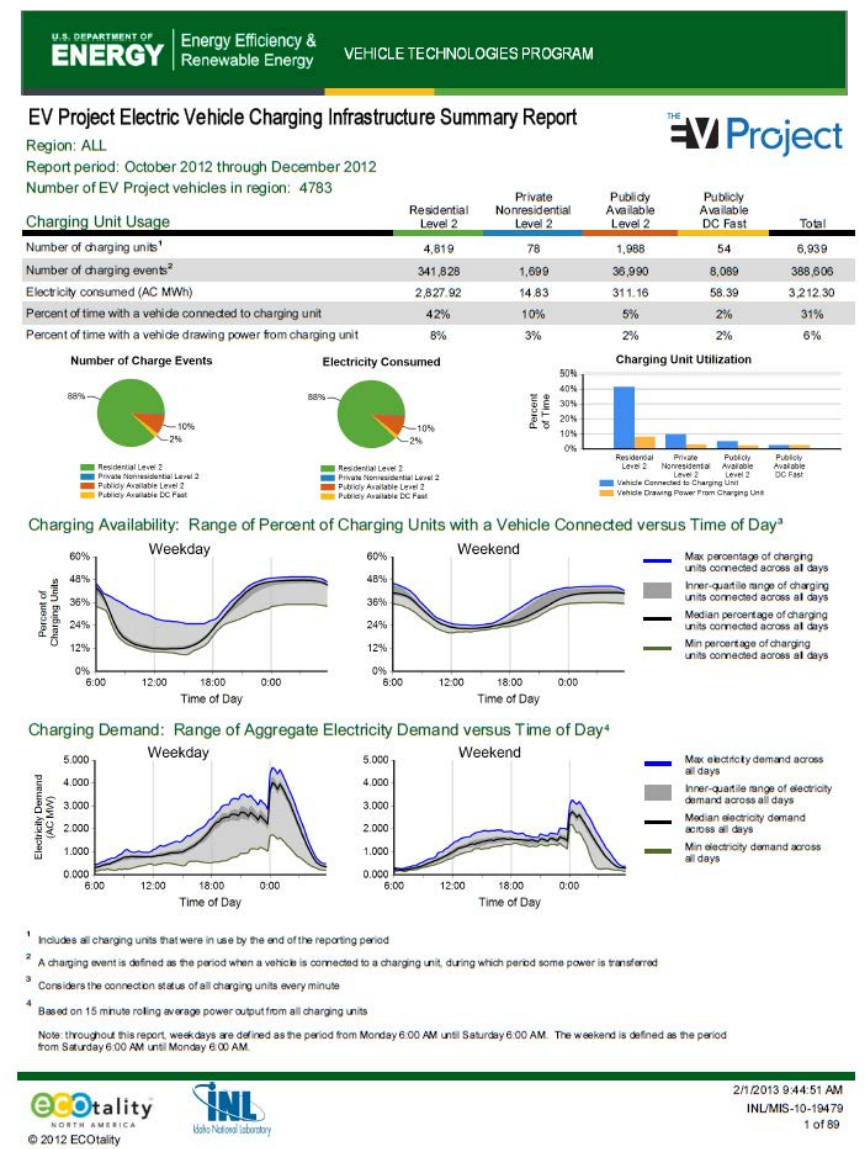 U.S. DEPARTMENT OF
ENERGY
Energy Efficiency &
Renewable Energy
VEHICLE TECHNOLOGIES PROGRAM
EV Project Electric Vehicle Charging Infrastructure Summary Report
THE
EV Project
Region: ALL
Report period: October 2012 through December 2012
Number of EV Project vehicles in region: 4783
Charging Unit Usage | Residential Level 2 | Private Nonresidential Level 2 | Publicly Available Level 2 | Publicly Available DC Fast | Total
Number of charging units¹ 4,819 78 1,988 54 6,939
Number of charging events² 341,828 1,699 36,990 8,089 388,606
Electricity consumed (AC MWh) 2,827.92 14.83 311.16 58.39 3,212.30
Percent of time with a vehicle connected to charging unit 42% 10% 5% 2% 31%
Percent of time with a vehicle drawing power from charging unit 8% 3% 2% 2% 6%
Number of Charge Events
88%
10%
2%
Residential Level 2
Private Nonresidential Level 2
Publicly Available Level 2
Publicly Available DC Fast
Electricity Consumed
88%
10%
2%
Residential Level 2
Private Nonresidential Level 2
Publicly Available Level 2
Publicly Available DC Fast
Charging Unit Utilization
Percent
of Time
50%
40%
30%
20%
10%
0%
Residential Level 2
Private Nonresidential Level 2
Publicly Available Level 2
Publicly Available DC Fast
Vehicle Connected to Charging Unit
Vehicle Drawing Power From Charging Unit
Charging Availability: Range of Percent of Charging Units with a Vehicle Connected versus Time of Day³
Weekday
Percent of
Charging Units
60%
48%
36%
24%
12%
0%
6:00 12:00 18:00 0:00
Time of Day
Weekend
60%
48%
36%
24%
12%
0%
6:00 12:00 18:00 0:00
Time of Day
Max percentage of charging
units connected across all days
Inner-quartile range of charging
units connected across all days
Median percentage of charging
units connected across all days
Min percentage of charging
units connected across all days
Charging Demand: Range of Aggregate Electricity Demand versus Time of Day⁴
Weekday
Electricity Demand
(AC MW)
5.000
4.000
3.000
2.000
1.000
0.000
6:00 12:00 18:00 0:00
Time of Day
Weekend
5.000
4.000
3.000
2.000
1.000
0.000
6:00 12:00 18:00 0:00
Time of Day
Max electricity demand across
all days
Inner-quartile range of electricity
demand across all days
Median electricity demand
across all days
Min electricity demand across
all days
1 Includes all charging units that were in use by the end of the reporting period
2 A charging event is defined as the period when a vehicle is connected to a charging unit, during which period some power is transferred
3 Considers the connection status of all charging units every minute
4 Based on 15 minute rolling average power output from all charging units
Note: throughout this report, weekdays are defined as the period from Monday 6:00 AM until Saturday 6:00 AM. The weekend is defined as the period
from Saturday 6:00 AM until Monday 6:00 AM.
ecotality
NORTH AMERICA
© 2012 ECOtality
INL
Idaho National Laboratory
2/1/2013 9:44:51 AM
INL/MIS-10-19479
1 of 89